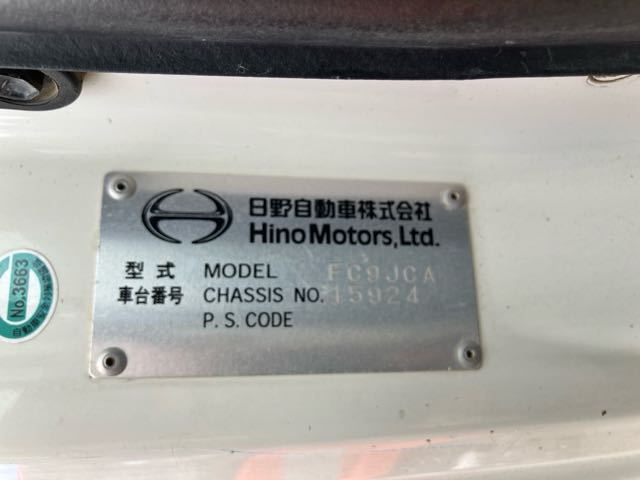 日野自動車株式会社
Hino Motors, Ltd.
型式 MODEL FC9JCA
車台番号 CHASSIS NO. 15924
P.S. CODE
No.3663